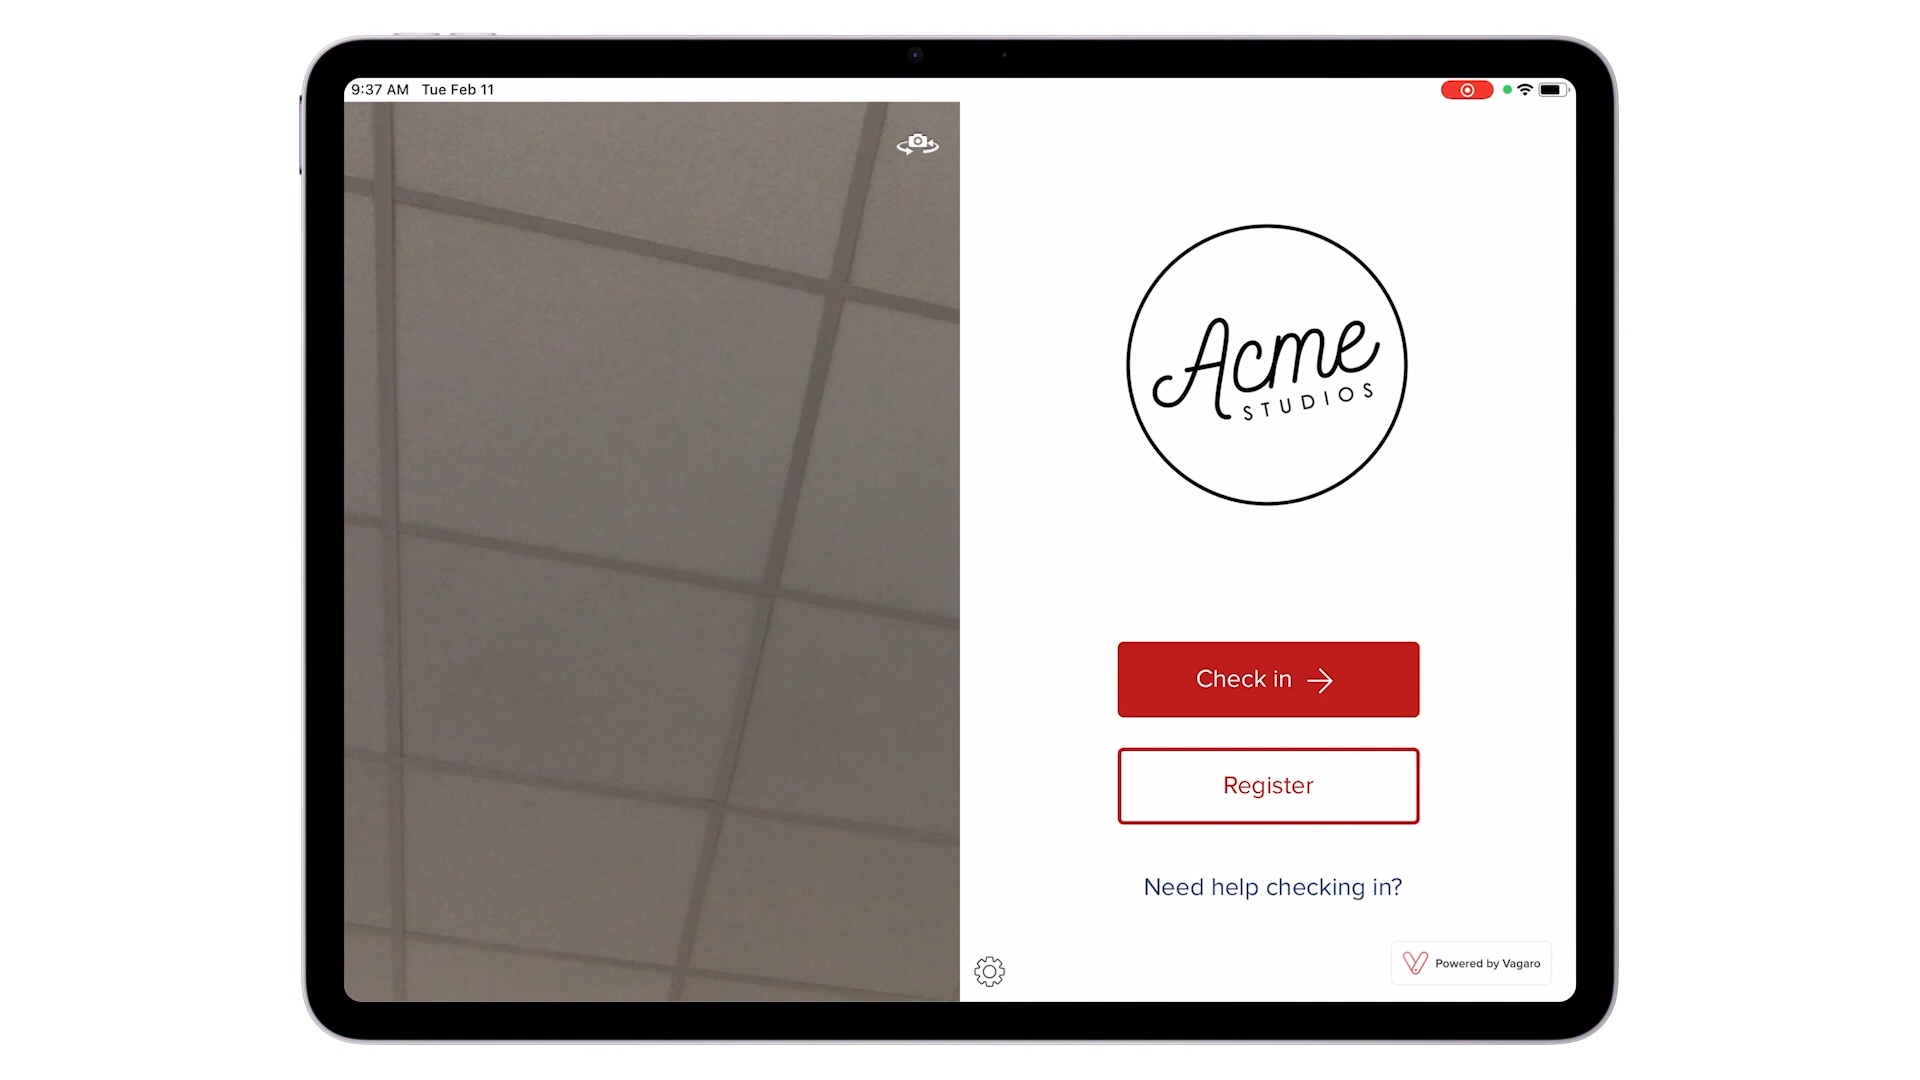 9:37 AM Tue Feb 11
Acme
STUDIOS
Check in
Register
Need help checking in?
Powered by Vagaro